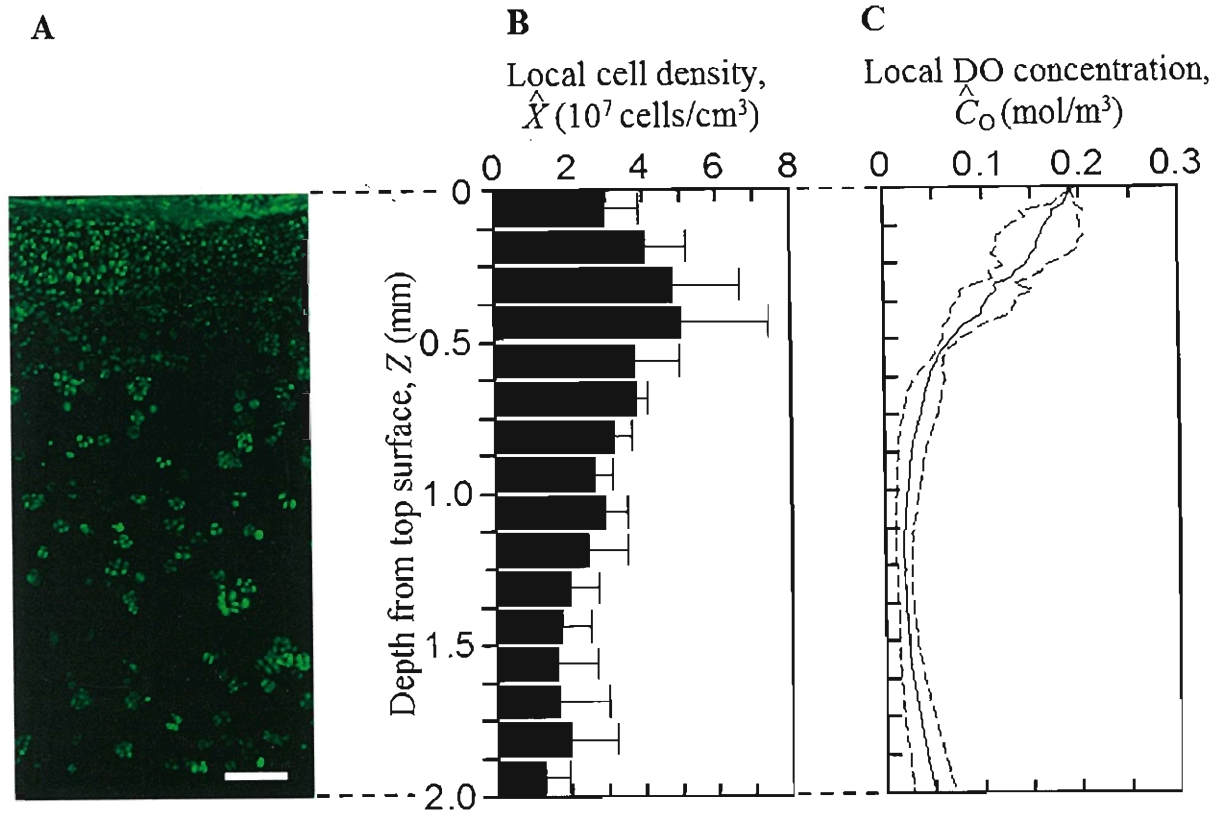 A
B
C
Local cell density,
X̂ (10⁷ cells/cm³)
Local DO concentration,
Ĉ_O (mol/m³)
0 2 4 6 8
0 0.1 0.2 0.3
Depth from top surface, Z (mm)
0
0.5
1.0
1.5
2.0